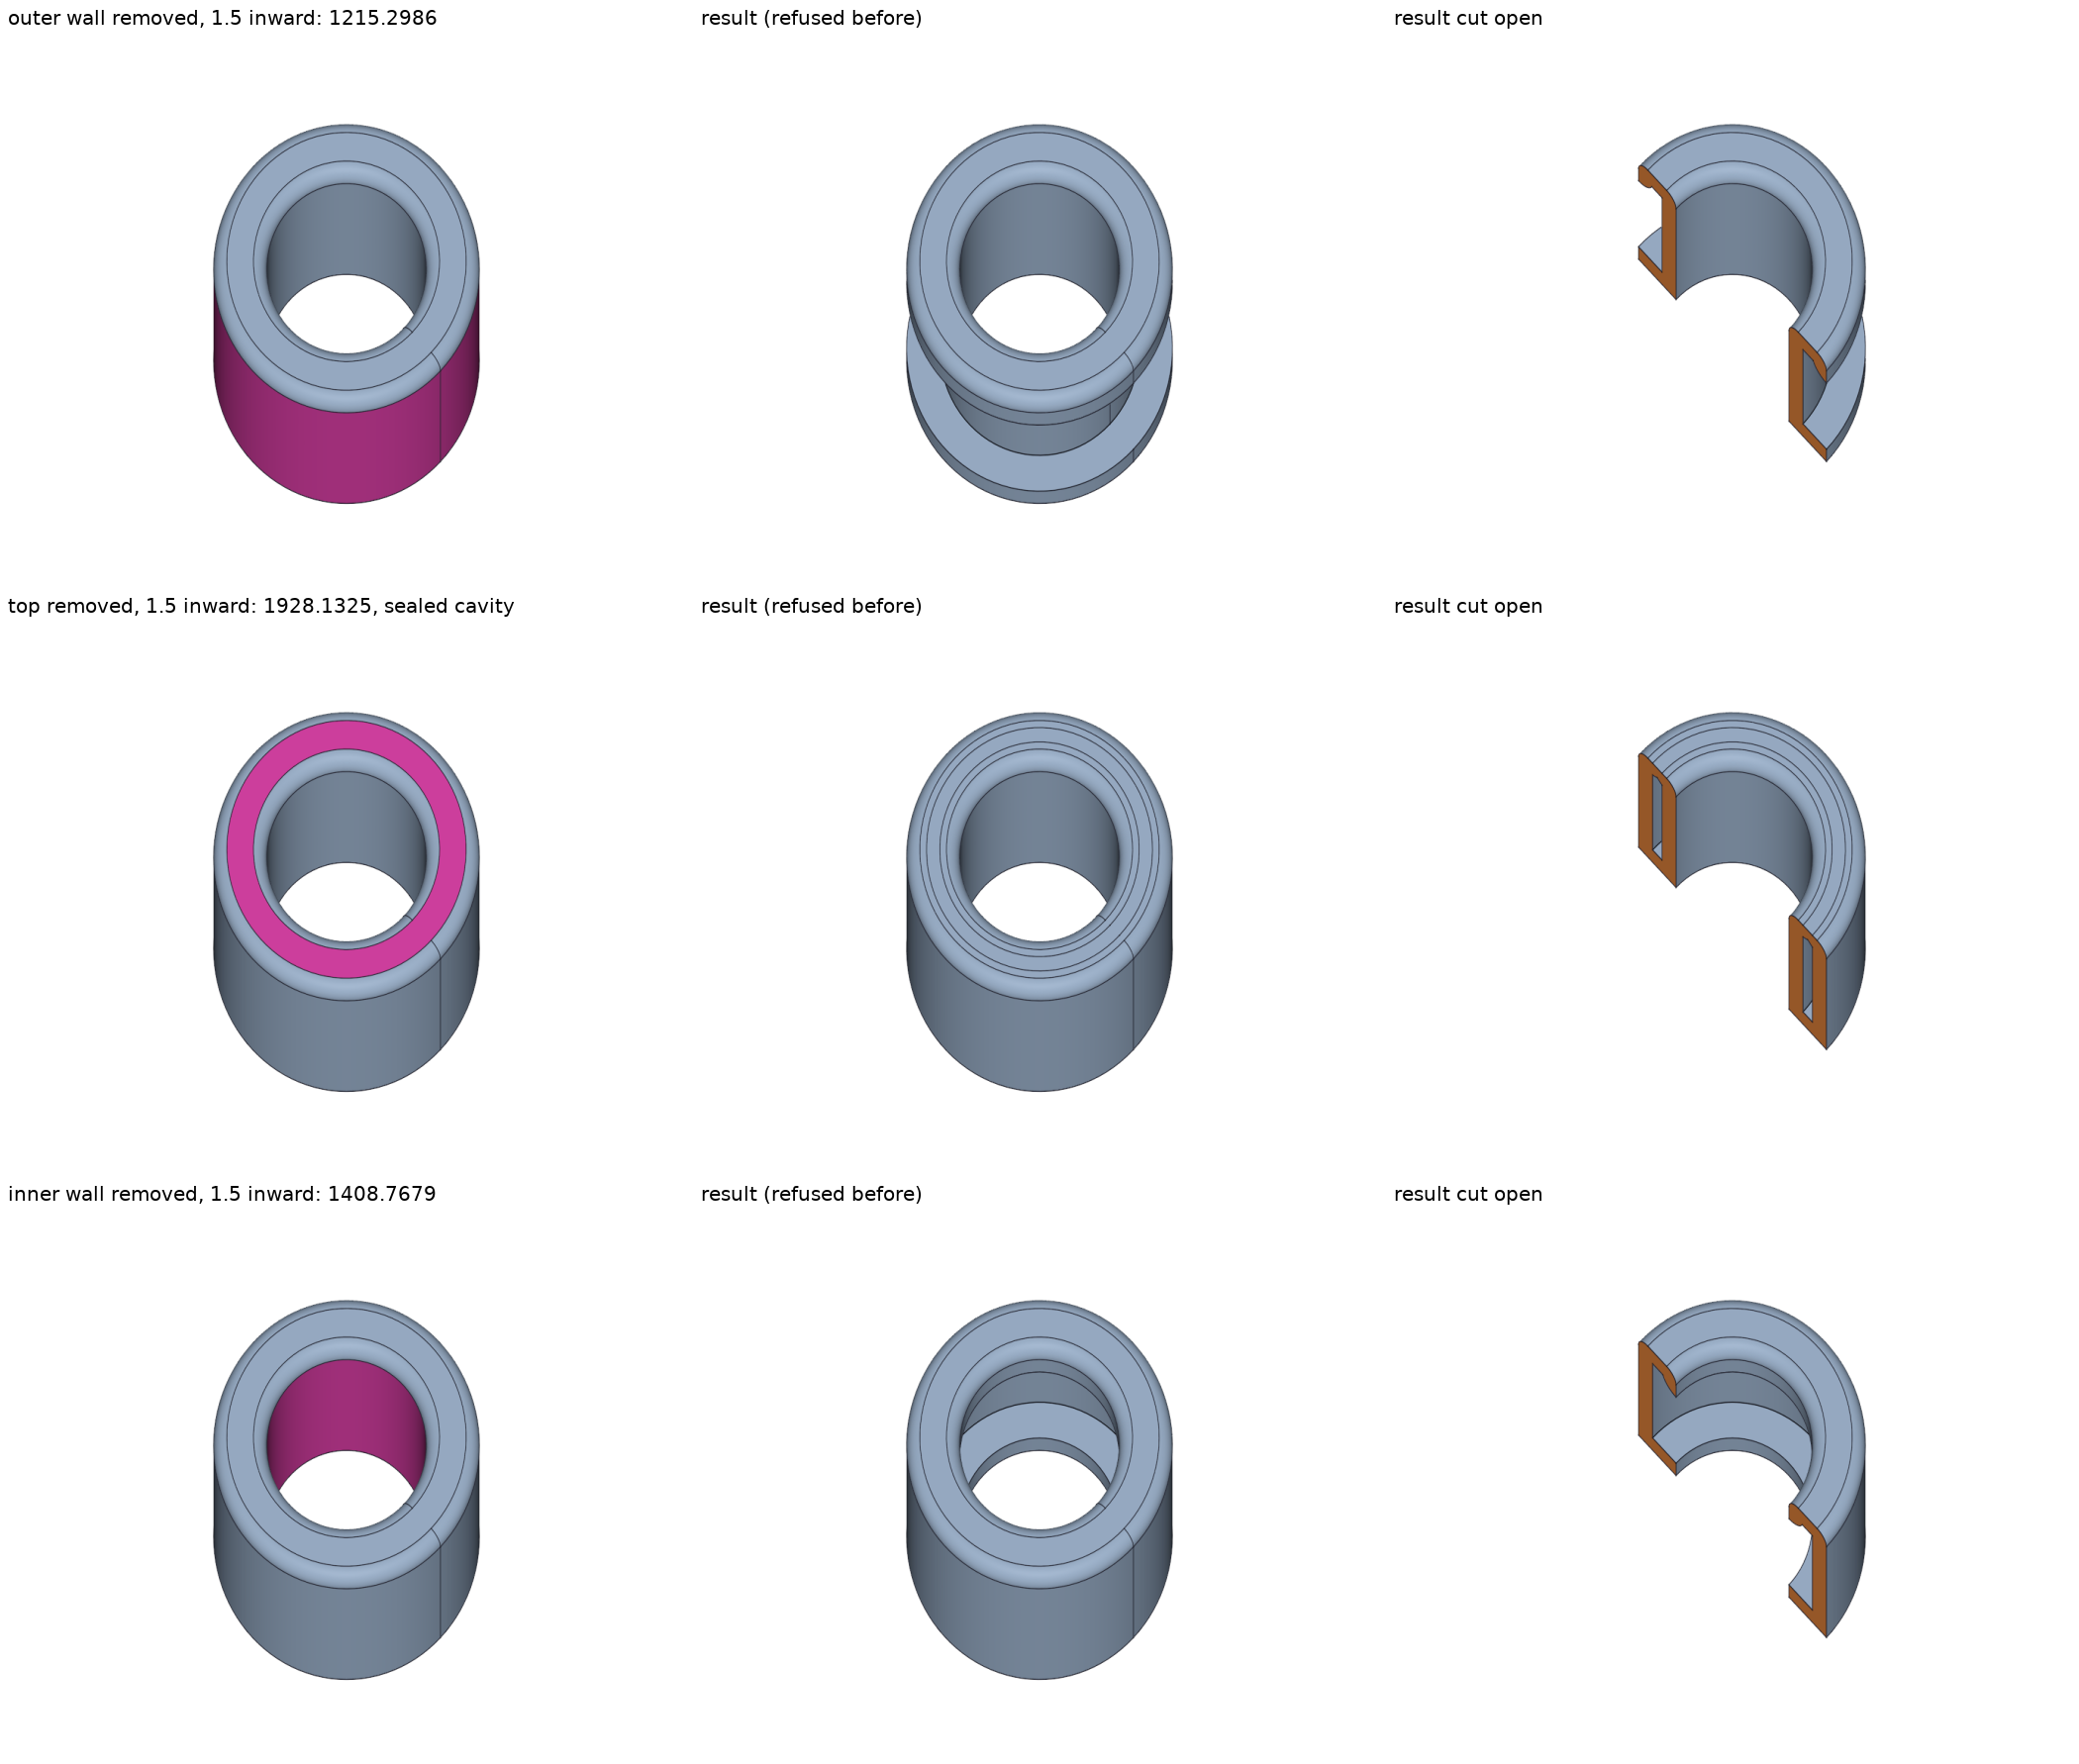 outer wall removed, 1.5 inward: 1215.2986
result (refused before)
result cut open
top removed, 1.5 inward: 1928.1325, sealed cavity
result (refused before)
result cut open
inner wall removed, 1.5 inward: 1408.7679
result (refused before)
result cut open